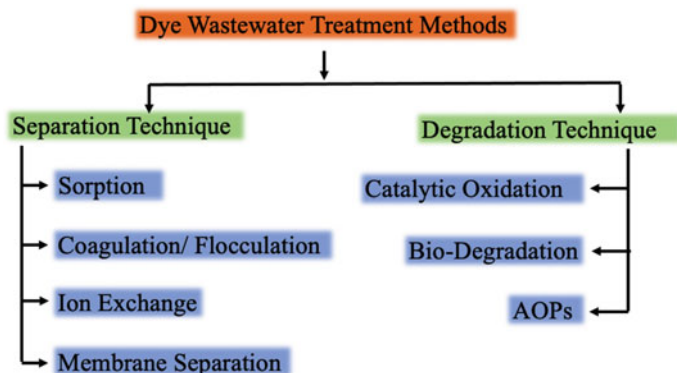 Dye Wastewater Treatment Methods
Separation Technique
Sorption
Coagulation/ Flocculation
Ion Exchange
Membrane Separation
Degradation Technique
Catalytic Oxidation
Bio-Degradation
AOPs